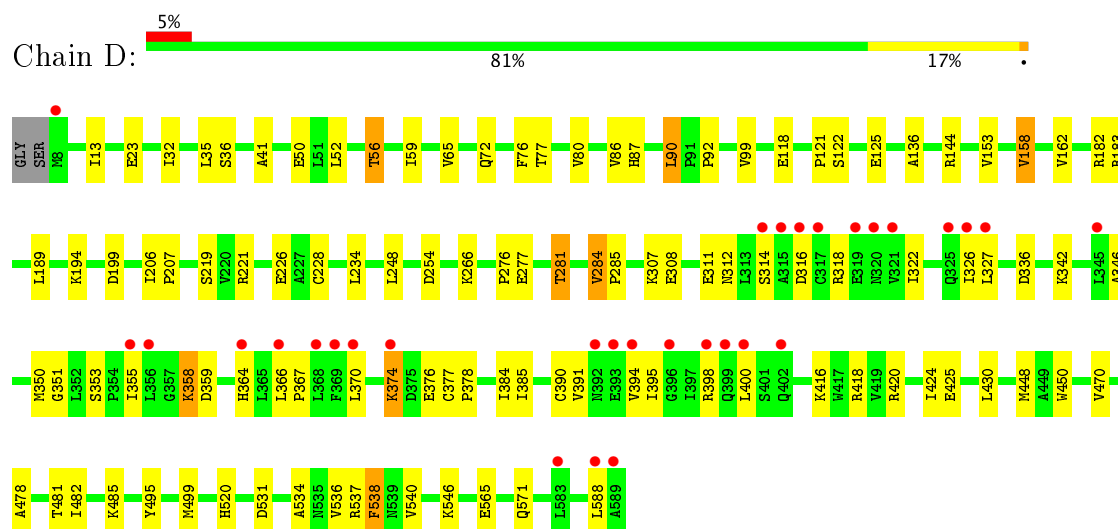 5%
Chain D:
81% 17% •
GLY SER M8 I13 E23 I32 L35 S36 A41 E50 L51 L52 T56 I59 V65 Q72 F76 T77 V80 V86 H87 L90 P91 P92 V99 E118 P121 S122 E125 A136 R144 V153 V158 V162 R182
L189 K194 D199 I206 P207 S219 V220 R221 E226 A227 C228 L234 L248 D254 K266 P276 E277 T281 V284 P285 K307 E308 E311 N312 L313 S314 A315 D316 C317 R318 E319 N320 V321 I322 Q325 I326 L327 D336 K342 L345 A346
M350 G351 L352 S353 P354 I355 L356 G357 K358 D359 H364 L365 L366 P367 L368 F369 L370 K374 D375 E376 C377 P378 I384 I385 C390 V391 N392 E393 V394 I395 G396 I397 R398 Q399 L400 S401 Q402 K416 W417 R418 V419 R420 I424 E425 L430 M448 A449 W450 V470
A478 T481 I482 K485 Y495 M499 H520 D531 A534 N535 V536 R537 F538 N539 V540 K546 E565 Q571 L583 L588 A589